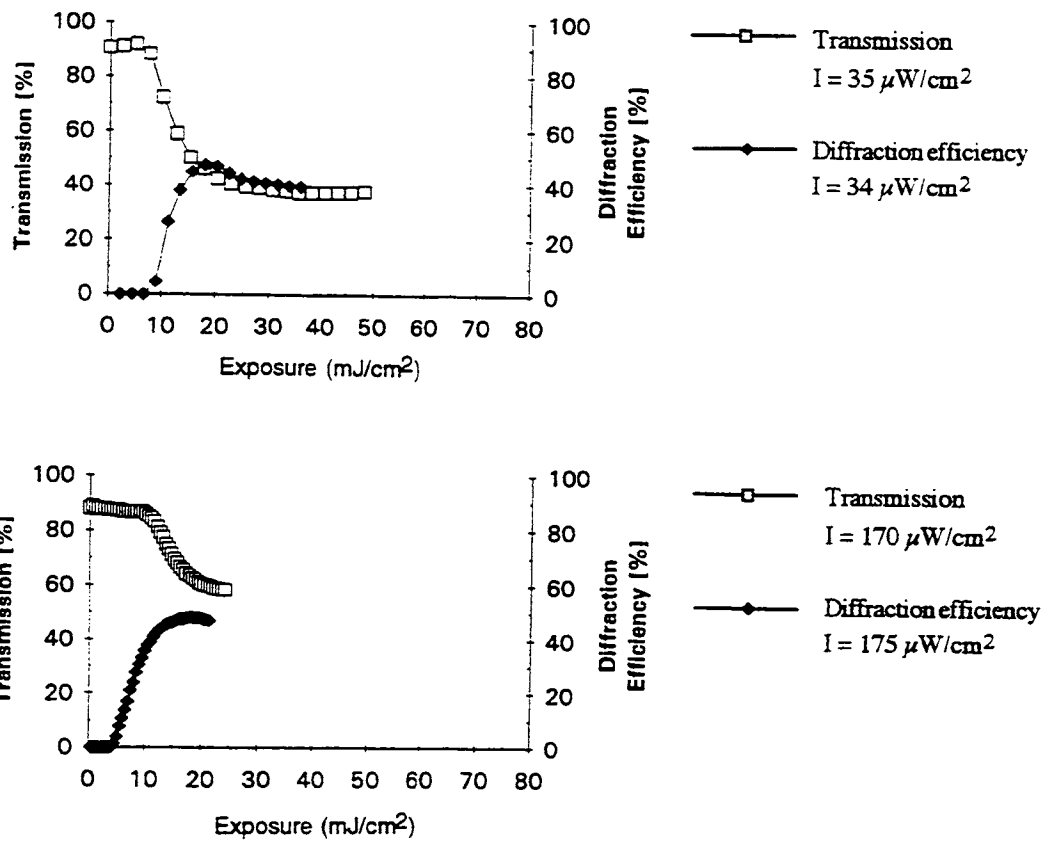 100
80
60
40
20
0
Transmission [%]
0 10 20 30 40 50 60 70 80
Exposure (mJ/cm2)
100
80
60
40
20
0
Diffraction
Efficiency [%]
Transmission
I = 35 μW/cm2
Diffraction efficiency
I = 34 μW/cm2
100
80
60
40
20
0
Transmission [%]
0 10 20 30 40 50 60 70 80
Exposure (mJ/cm2)
100
80
60
40
20
0
Diffraction
Efficiency [%]
Transmission
I = 170 μW/cm2
Diffraction efficiency
I = 175 μW/cm2